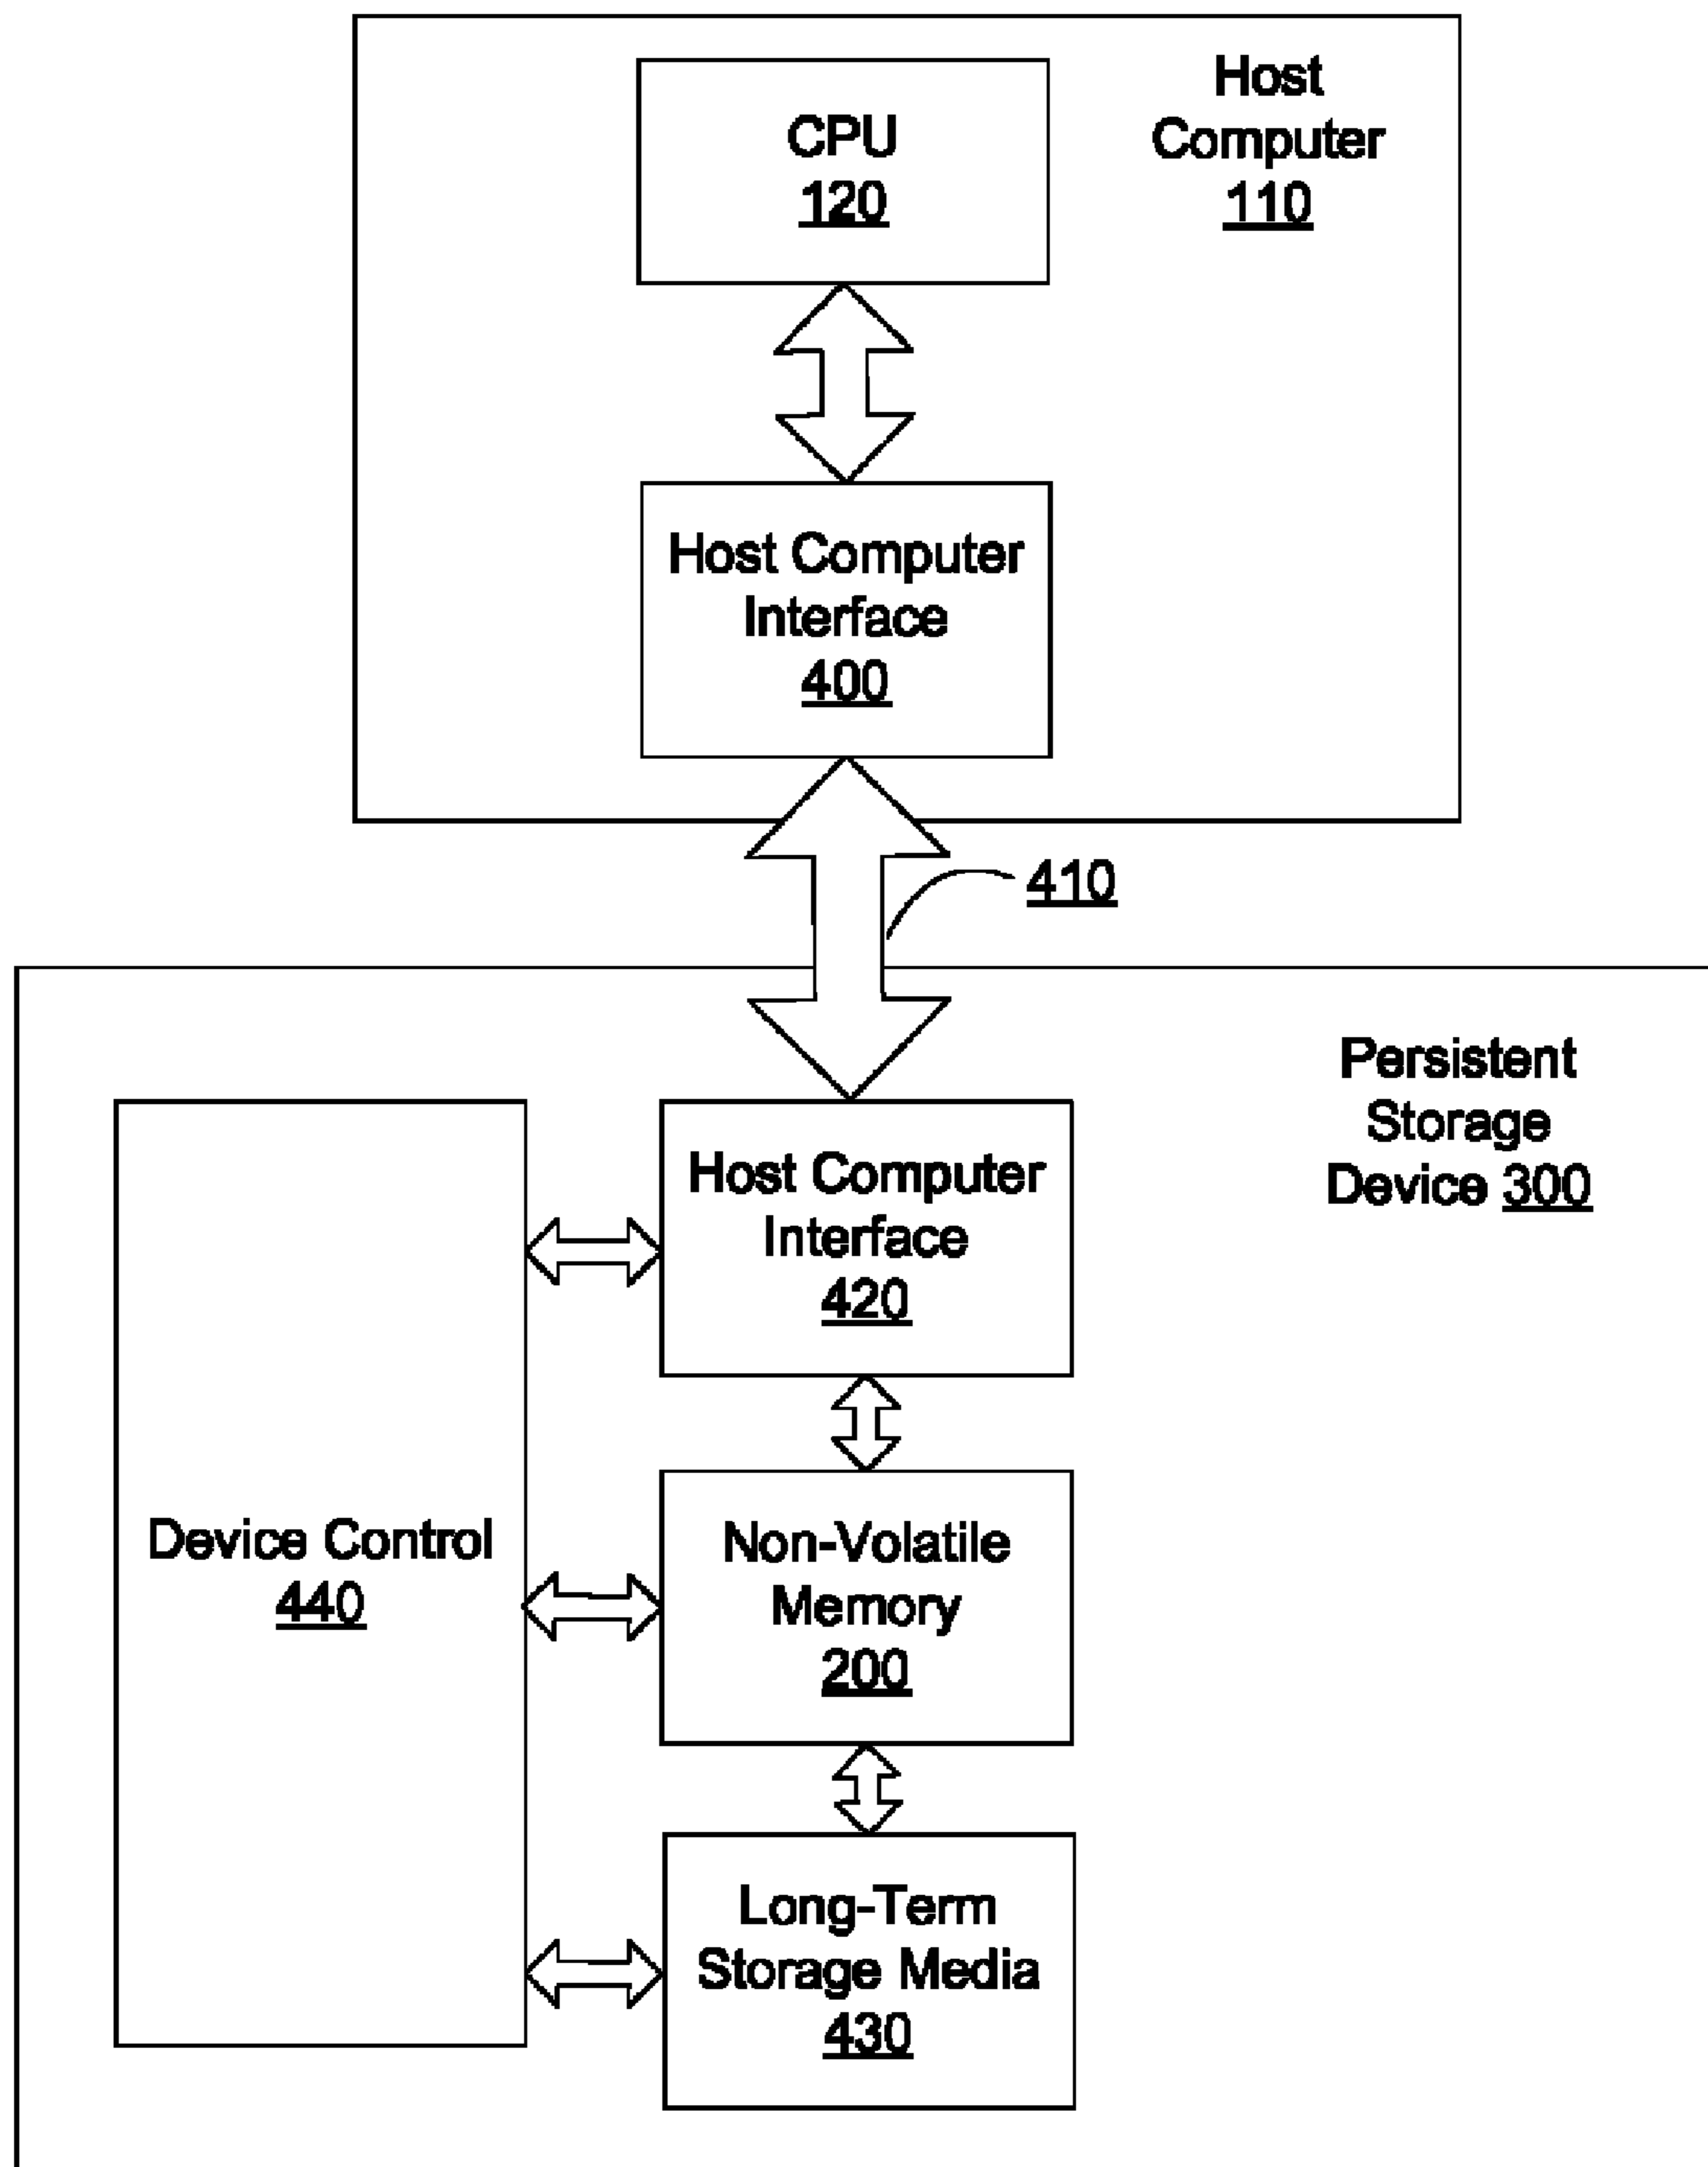 Host
Computer
110
CPU
120
Host Computer
Interface
400
410
Persistent
Storage
Device 300
Host Computer
Interface
420
Device Control
440
Non-Volatile
Memory
200
Long-Term
Storage Media
430